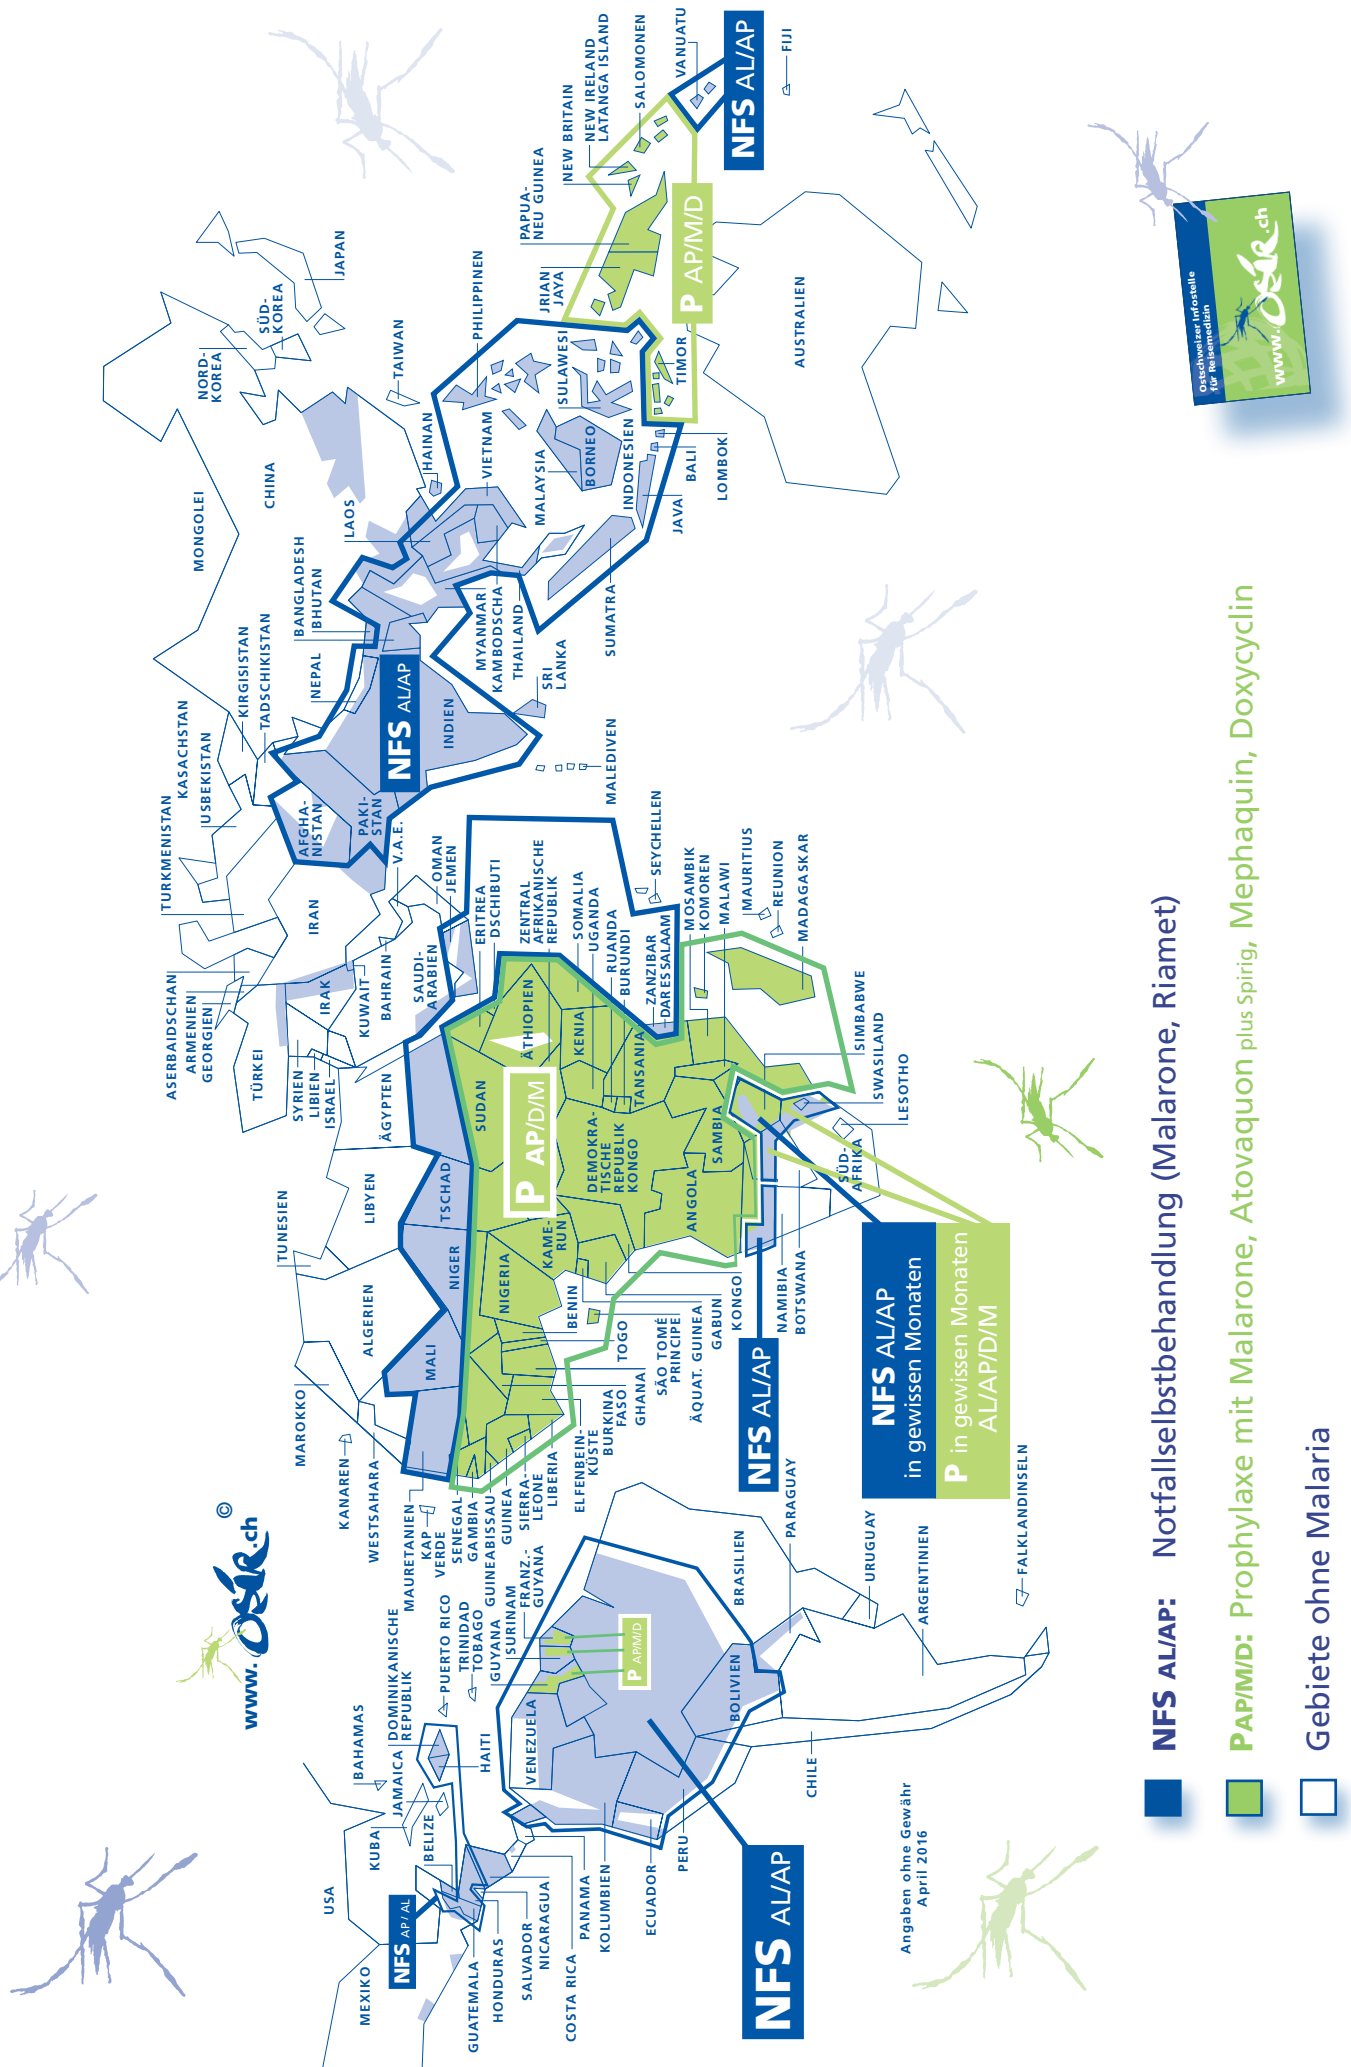 www.OSIR.ch
©
USA
MEXIKO
BAHAMAS
KUBA
JAMAICA
DOMINIKANISCHE
REPUBLIK
PUERTO RICO
TRINIDAD
TOBAGO
HAITI
BELIZE
NFS AP/AL
GUATEMALA
HONDURAS
SALVADOR
NICARAGUA
COSTA RICA
PANAMA
KOLUMBIEN
ECUADOR
PERU
VENEZUELA
GUYANA
SURINAM
FRANZ.-
GUYANA
P AP/M/D
BRASILIEN
BOLIVIEN
PARAGUAY
URUGUAY
ARGENTINIEN
CHILE
FALKLANDINSELN
NFS AL/AP
Angaben ohne Gewähr
April 2016
TUNESIEN
MAROKKO
ALGERIEN
LIBYEN
ÄGYPTEN
KANAREN
WESTSAHARA
MAURETANIEN
KAP
VERDE
SENEGAL
GAMBIA
GUINEABISSAU
GUINEA
SIERRA-
LEONE
LIBERIA
ELFENBEIN-
KÜSTE
BURKINA
FASO
GHANA
TOGO
BENIN
MALI
NIGER
TSCHAD
SUDAN
NIGERIA
KAME-
RUN
SÃO TOMÉ
PRINCIPE
ÄQUAT. GUINEA
GABUN
KONGO
P AP/D/M
ÄTHIOPIEN
ERITREA
DSCHIBUTI
ZENTRAL
AFRIKANISCHE
REPUBLIK
SOMALIA
UGANDA
RUANDA
BURUNDI
KENIA
TANSANIA
ZANZIBAR
DARESSALAAM
DEMOKRA-
TISCHE
REPUBLIK
KONGO
ANGOLA
SAMBIA
MOSAMBIK
KOMOREN
MALAWI
MAURITIUS
REUNION
MADAGASKAR
SEYCHELLEN
SIMBABWE
SWASILAND
LESOTHO
SÜD-
AFRIKA
NAMIBIA
BOTSWANA
NFS AL/AP
NFS AL/AP
in gewissen Monaten
P in gewissen Monaten
AL/AP/D/M
ASERBAIDSCHAN
ARMENIEN
GEORGIEN
TÜRKEI
SYRIEN
LIBIEN
ISRAEL
IRAK
IRAN
KUWAIT
BAHRAIN
SAUDI-
ARABIEN
V.A.E.
OMAN
JEMEN
TURKMENISTAN
KASACHSTAN
USBEKISTAN
KIRGISISTAN
TADSCHIKISTAN
AFGHA-
NISTAN
PAKI-
STAN
NEPAL
BANGLADESH
BHUTAN
INDIEN
NFS AL/AP
SRI
LANKA
MALEDIVEN
MONGOLEI
CHINA
NORD-
KOREA
SÜD-
KOREA
JAPAN
TAIWAN
HAINAN
LAOS
VIETNAM
MYANMAR
KAMBODSCHA
THAILAND
MALAYSIA
PHILIPPINEN
SULAWESI
BORNEO
INDONESIEN
SUMATRA
JAVA
BALI
LOMBOK
TIMOR
JRIAN
JAYA
PAPUA-
NEU GUINEA
NEW BRITAIN
NEW IRELAND
LATANGA ISLAND
SALOMONEN
VANUATU
FIJI
P AP/M/D
NFS AL/AP
AUSTRALIEN
Ostschweizer Infostelle
für Reisemedizin
www.OSIR.ch
NFS AL/AP: Notfallselbstbehandlung (Malarone, Riamet)
P AP/M/D: Prophylaxe mit Malarone, Atovaquon plus Spirig, Mephaquin, Doxycyclin
Gebiete ohne Malaria